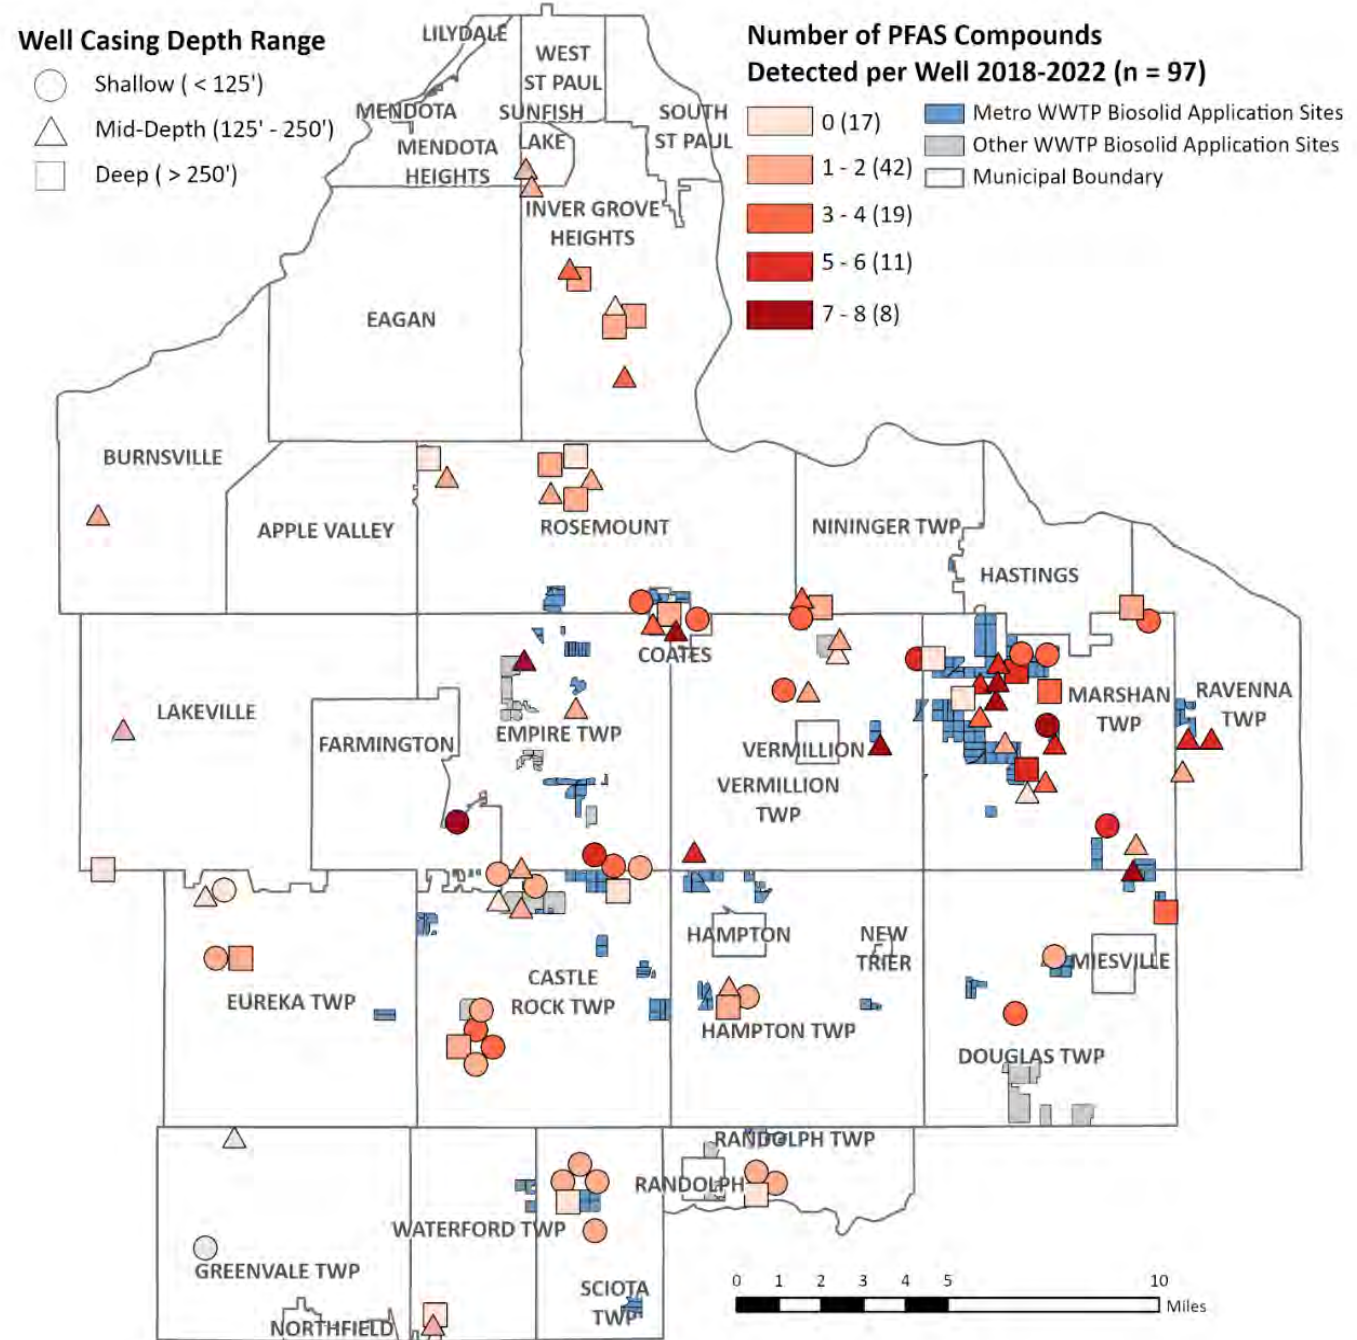 Well Casing Depth Range
Shallow ( < 125')
Mid-Depth (125' - 250')
Deep ( > 250')
Number of PFAS Compounds
Detected per Well 2018-2022 (n = 97)
0 (17)
1 - 2 (42)
3 - 4 (19)
5 - 6 (11)
7 - 8 (8)
Metro WWTP Biosolid Application Sites
Other WWTP Biosolid Application Sites
Municipal Boundary
LILYDALE
WEST
ST PAUL
MENDOTA
SUNFISH
LAKE
SOUTH
ST PAUL
MENDOTA
HEIGHTS
INVER GROVE
HEIGHTS
EAGAN
BURNSVILLE
APPLE VALLEY
ROSEMOUNT
NININGER TWP
HASTINGS
COATES
LAKEVILLE
FARMINGTON
EMPIRE TWP
VERMILLION
VERMILLION
TWP
MARSHAN
TWP
RAVENNA
TWP
HAMPTON
NEW
TRIER
MIESVILLE
EUREKA TWP
CASTLE
ROCK TWP
HAMPTON TWP
DOUGLAS TWP
RANDOLPH TWP
RANDOLPH
WATERFORD TWP
GREENVALE TWP
SCIOTA
TWP
NORTHFIELD
0 1 2 3 4 5 10
Miles